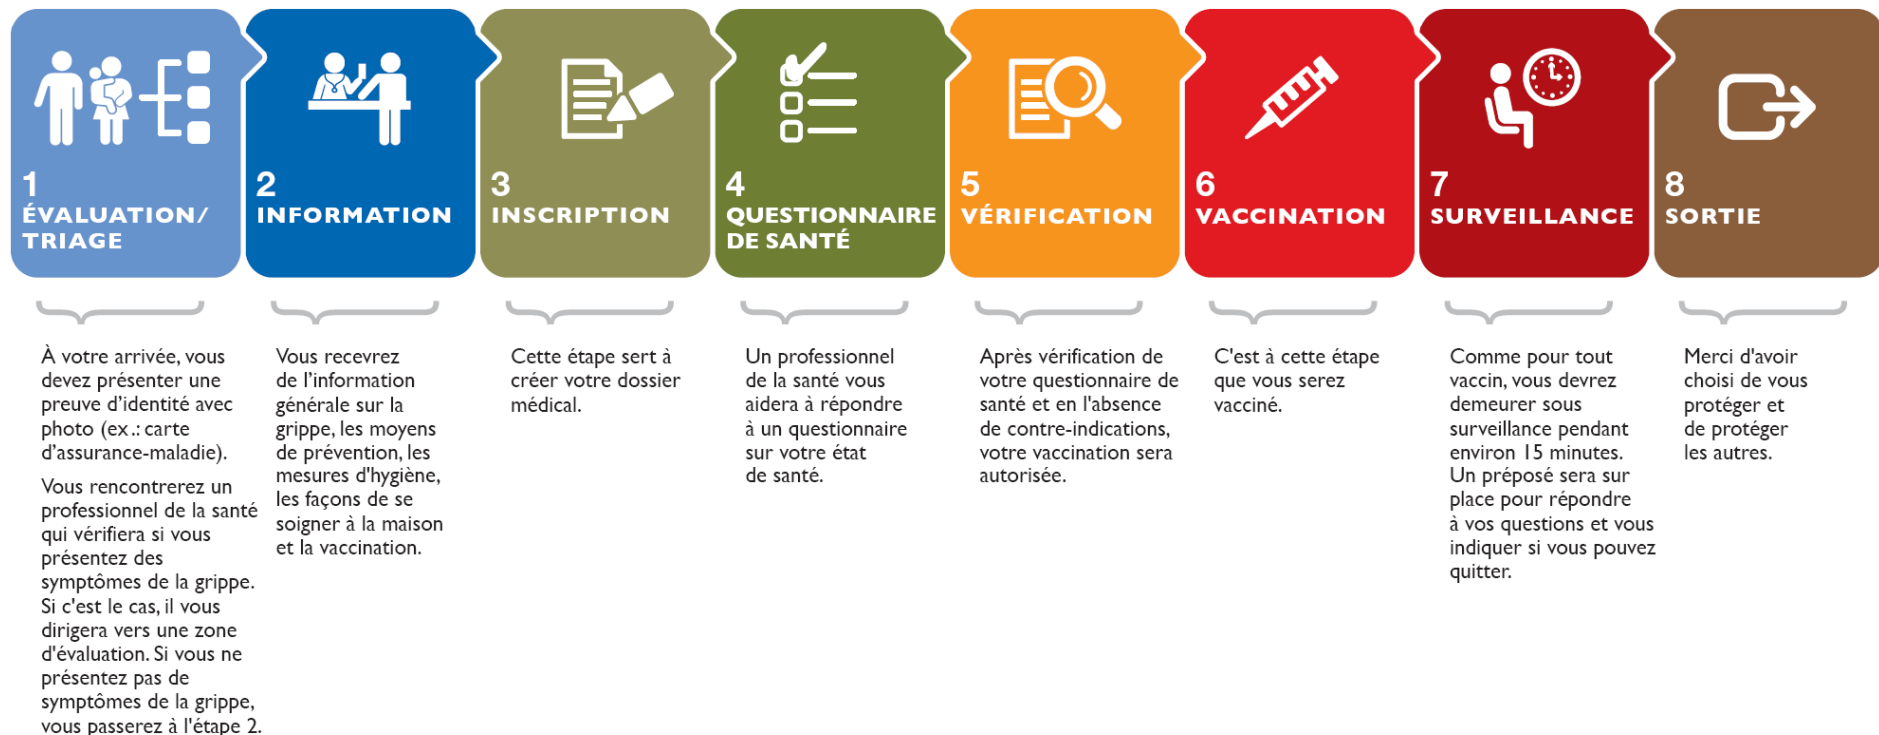 1
ÉVALUATION/
TRIAGE
À votre arrivée, vous
devez présenter une
preuve d’identité avec
photo (ex.: carte
d’assurance-maladie).
Vous rencontrerez un
professionnel de la santé
qui vérifiera si vous
présentez des
symptômes de la grippe.
Si c'est le cas, il vous
dirigera vers une zone
d'évaluation. Si vous ne
présentez pas de
symptômes de la grippe,
vous passerez à l'étape 2.
2
INFORMATION
Vous recevrez
de l’information
générale sur la
grippe, les moyens
de prévention, les
mesures d'hygiène,
les façons de se
soigner à la maison
et la vaccination.
3
INSCRIPTION
Cette étape sert à
créer votre dossier
médical.
4
QUESTIONNAIRE
DE SANTÉ
Un professionnel
de la santé vous
aidera à répondre
à un questionnaire
sur votre état
de santé.
5
VÉRIFICATION
Après vérification de
votre questionnaire de
santé et en l'absence
de contre-indications,
votre vaccination sera
autorisée.
6
VACCINATION
C'est à cette étape
que vous serez
vacciné.
7
SURVEILLANCE
Comme pour tout
vaccin, vous devrez
demeurer sous
surveillance pendant
environ 15 minutes.
Un préposé sera sur
place pour répondre
à vos questions et vous
indiquer si vous pouvez
quitter.
8
SORTIE
Merci d'avoir
choisi de vous
protéger et
de protéger
les autres.